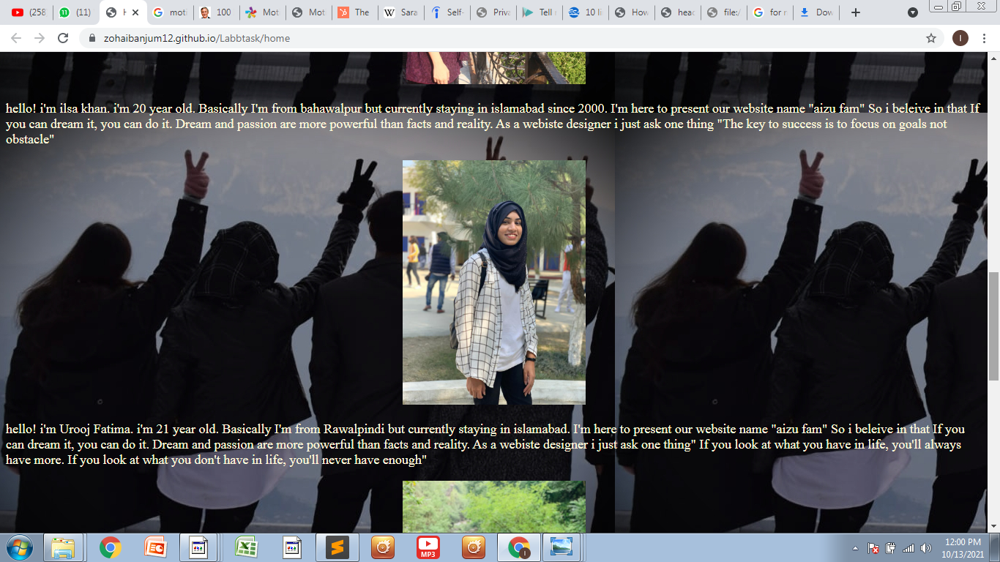 (258
(11)
H
moti
100
Mot
Mot
The
Sara
Self-
Priva
Tell
10 li
How
head
file:/
for r
Dow
zohaibanjum12.github.io/Labbtask/home
I
hello! i'm ilsa khan. i'm 20 year old. Basically I'm from bahawalpur but currently staying in islamabad since 2000. I'm here to present our website name "aizu fam" So i beleive in that If
you can dream it, you can do it. Dream and passion are more powerful than facts and reality. As a webiste designer i just ask one thing "The key to success is to focus on goals not
obstacle"
hello! i'm Urooj Fatima. i'm 21 year old. Basically I'm from Rawalpindi but currently staying in islamabad. I'm here to present our website name "aizu fam" So i beleive in that If you
can dream it, you can do it. Dream and passion are more powerful than facts and reality. As a webiste designer i just ask one thing" If you look at what you have in life, you'll always
have more. If you look at what you don't have in life, you'll never have enough"
MP3
I
12:00 PM
10/13/2021